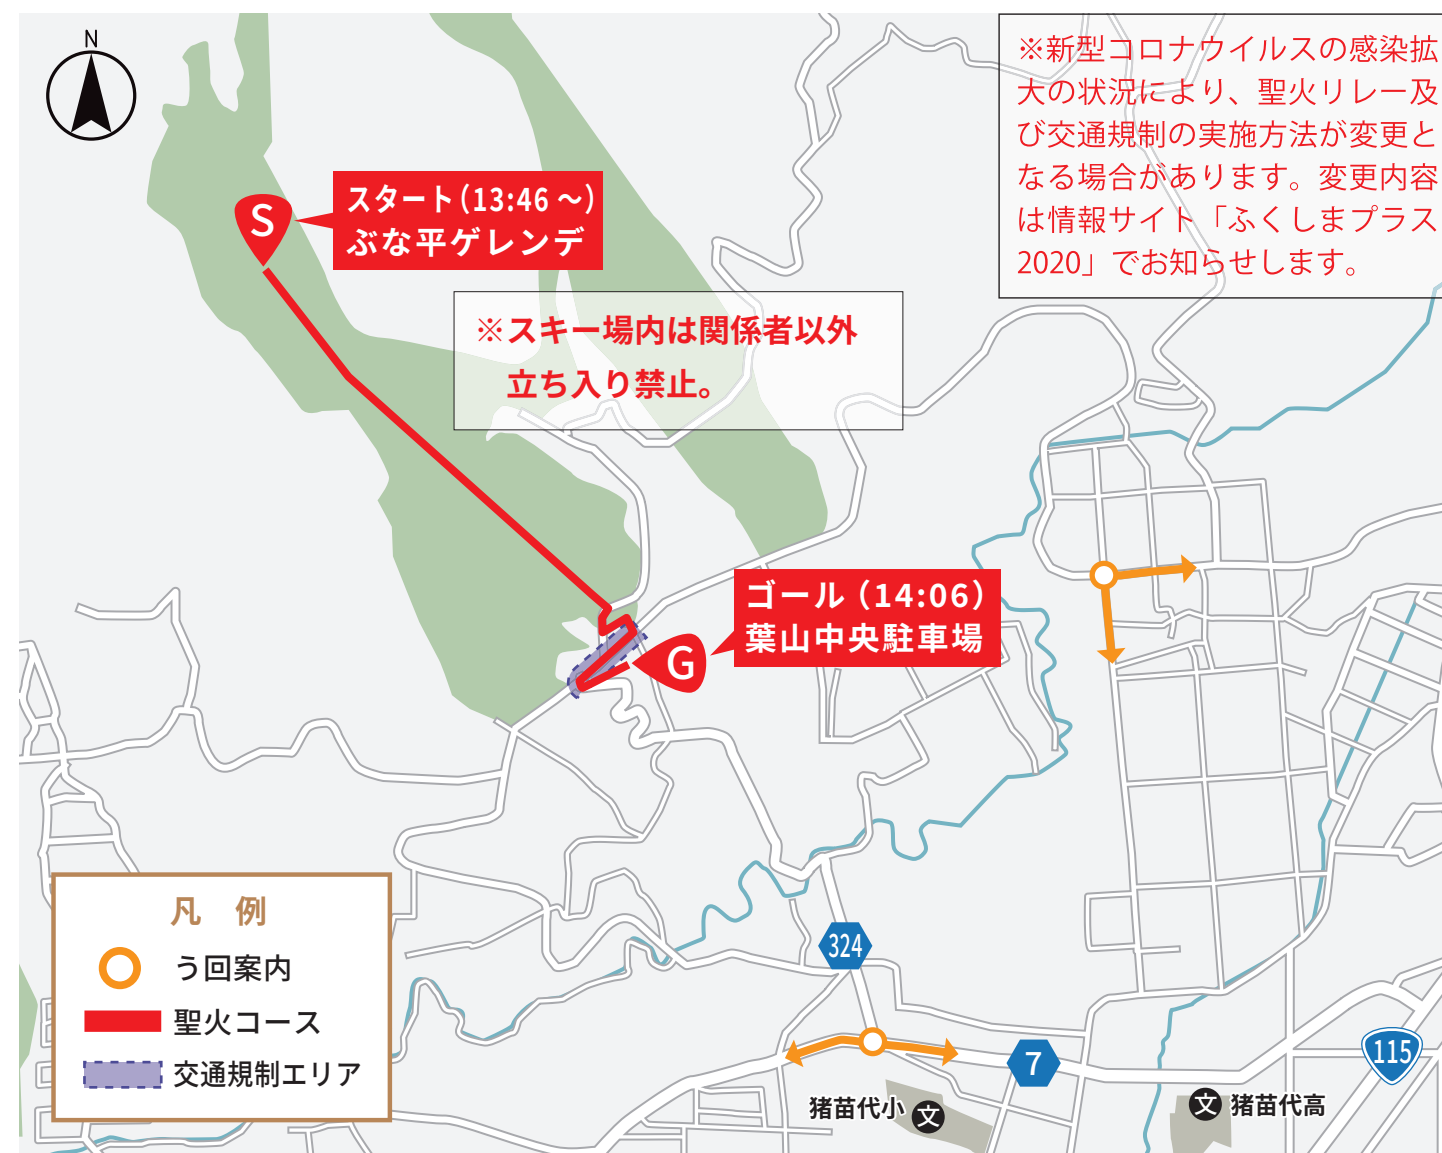 N
※新型コロナウイルスの感染拡
大の状況により、聖火リレー及
び交通規制の実施方法が変更と
なる場合があります。変更内容
は情報サイト「ふくしまプラス
2020」でお知らせします。
S
スタート（13:46 〜）
ぶな平ゲレンデ
※スキー場内は関係者以外
立ち入り禁止。
ゴール（14:06）
葉山中央駐車場
G
凡　例
う回案内
聖火コース
交通規制エリア
324
7
115
猪苗代小
文
文
猪苗代高